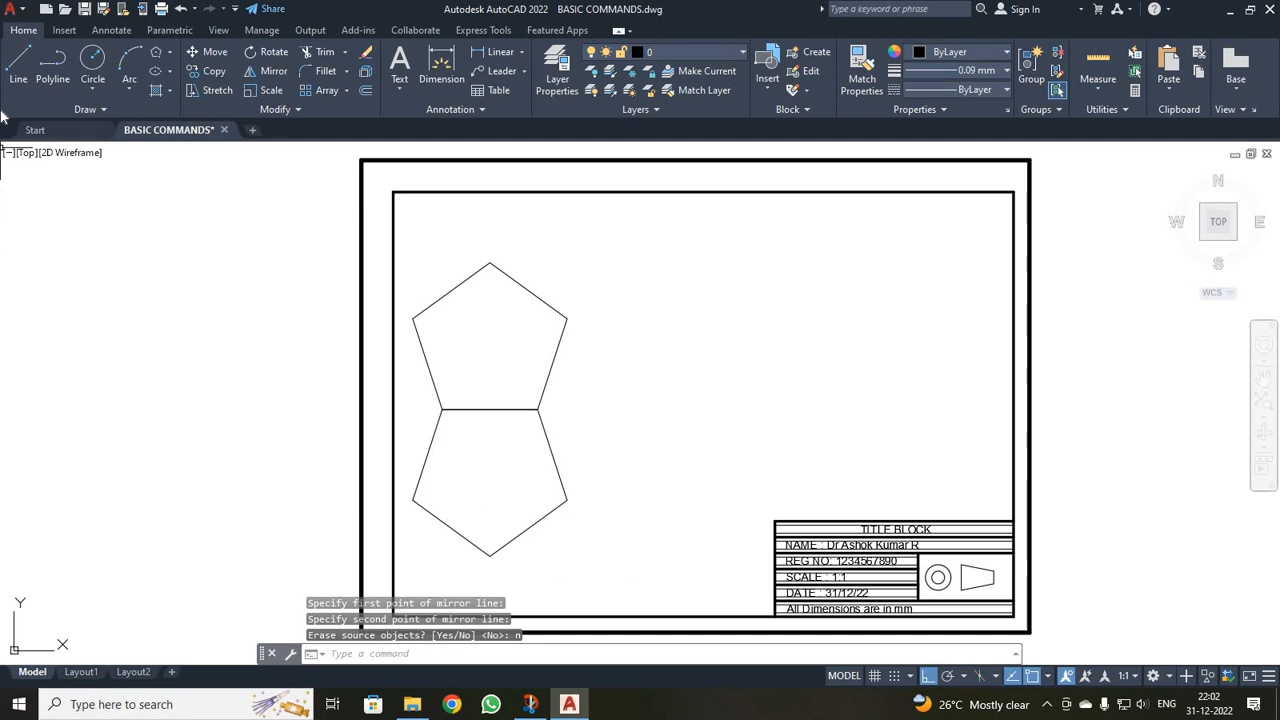 Share
Autodesk AutoCAD 2022 BASIC COMMANDS.dwg
Type a keyword or phrase
Sign In
Home Insert Annotate Parametric View Manage Output Add-ins Collaborate Express Tools Featured Apps
Line Polyline Circle Arc
Move Rotate Trim
Copy Mirror Fillet
Stretch Scale Array
Text Dimension
Linear
Leader
Table
Layer Properties
0
Make Current
Match Layer
Insert
Create
Edit
Match Properties
ByLayer
0.09 mm
ByLayer
Group
Measure
Paste
Base
Draw Modify Annotation Layers Block Properties Groups Utilities Clipboard View
Start BASIC COMMANDS*
[−][Top][2D Wireframe]
N
W TOP E
S
WCS
TITLE BLOCK
NAME : Dr Ashok Kumar R
REG NO: 1234567890
SCALE : 1:1
DATE : 31/12/22
All Dimensions are in mm
Y
X
Specify first point of mirror line:
Specify second point of mirror line:
Erase source objects? [Yes/No] <No>: n
Type a command
Model Layout1 Layout2
MODEL
1:1
Type here to search
26°C Mostly clear
ENG
22:02
31-12-2022